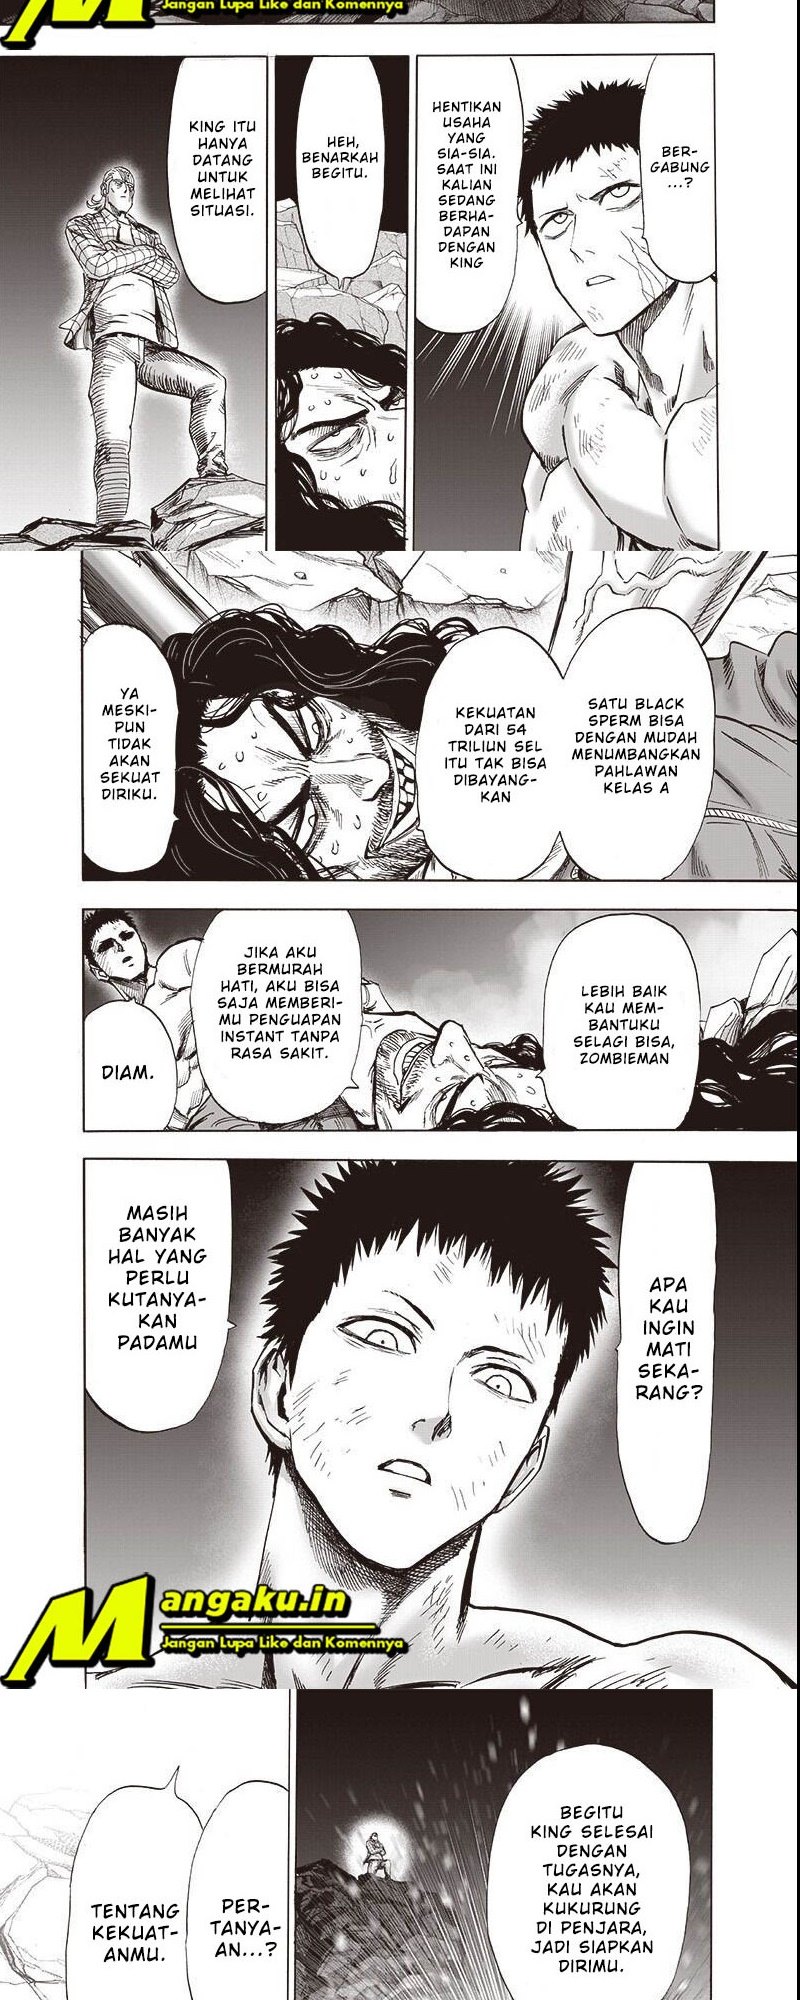 Jangan Lupa Like dan Komennya
BER-
GABUNG
...?
HENTIKAN
USAHA
YANG
SIA-SIA.
SAAT INI
KALIAN
SEDANG
BERHA-
DAPAN
DENGAN
KING
HEH,
BENARKAH
BEGITU.
KING ITU
HANYA
DATANG
UNTUK
MELIHAT
SITUASI.
SATU BLACK
SPERM BISA
DENGAN MUDAH
MENUMBANGKAN
PAHLAWAN
KELAS A
KEKUATAN
DARI 54
TRILIUN SEL
ITU TAK BISA
DIBAYANG-
KAN
YA
MESKI-
PUN
TIDAK
AKAN
SEKUAT
DIRIKU.
LEBIH BAIK
KAU MEM-
BANTUKU
SELAGI BISA,
ZOMBIEMAN
JIKA AKU
BERMURAH
HATI, AKU BISA
SAJA MEMBERI-
MU PENGUAPAN
INSTANT TANPA
RASA SAKIT.
DIAM.
APA
KAU
INGIN
MATI
SEKA-
RANG?
MASIH
BANYAK
HAL YANG
PERLU
KUTANYA-
KAN
PADAMU
Mangaku.in
Jangan Lupa Like dan Komennya
BEGITU
KING SELESAI
DENGAN
TUGASNYA,
KAU AKAN
KUKURUNG
DI PENJARA,
JADI SIAPKAN
DIRIMU.
PER-
TANYA-
AN...?
TENTANG
KEKUAT-
ANMU.